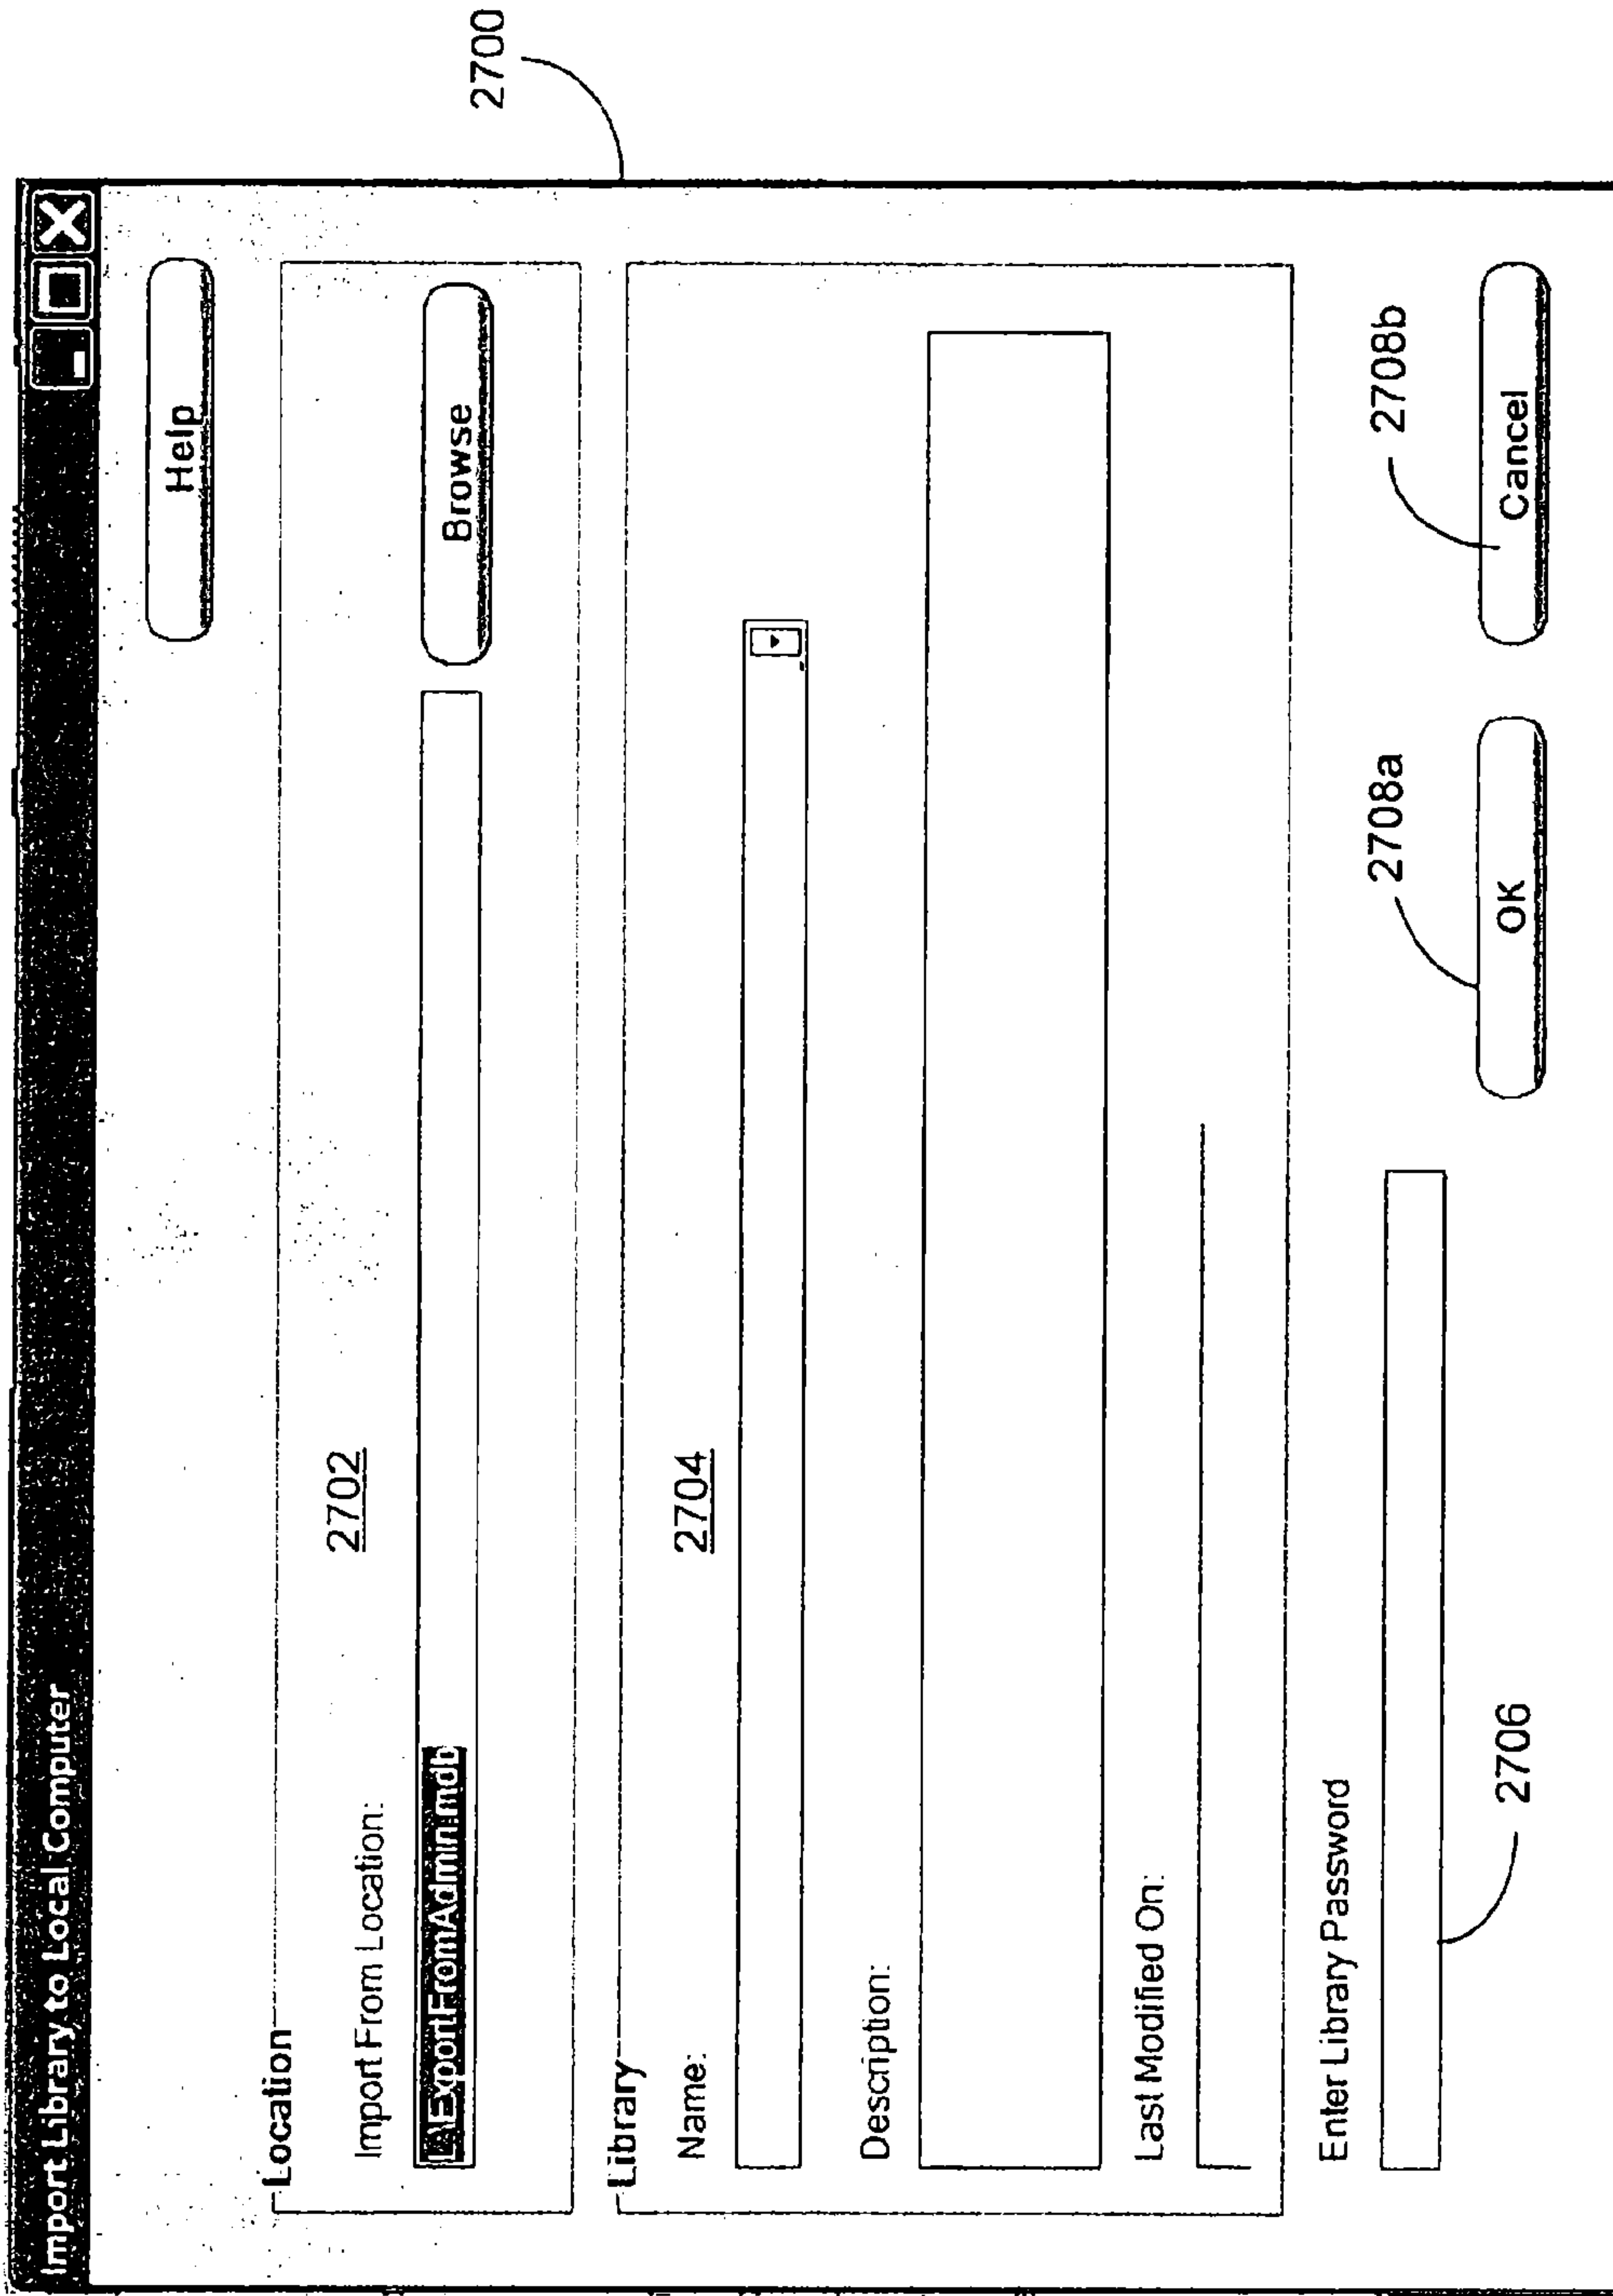 Import Library to Local Computer
Help
Location
Import From Location:
2702
ExportFromAdmin.mdb
Browse
Library
Name:
2704
Description:
Last Modified On:
Enter Library Password
2706
2708a
OK
2708b
Cancel
2700